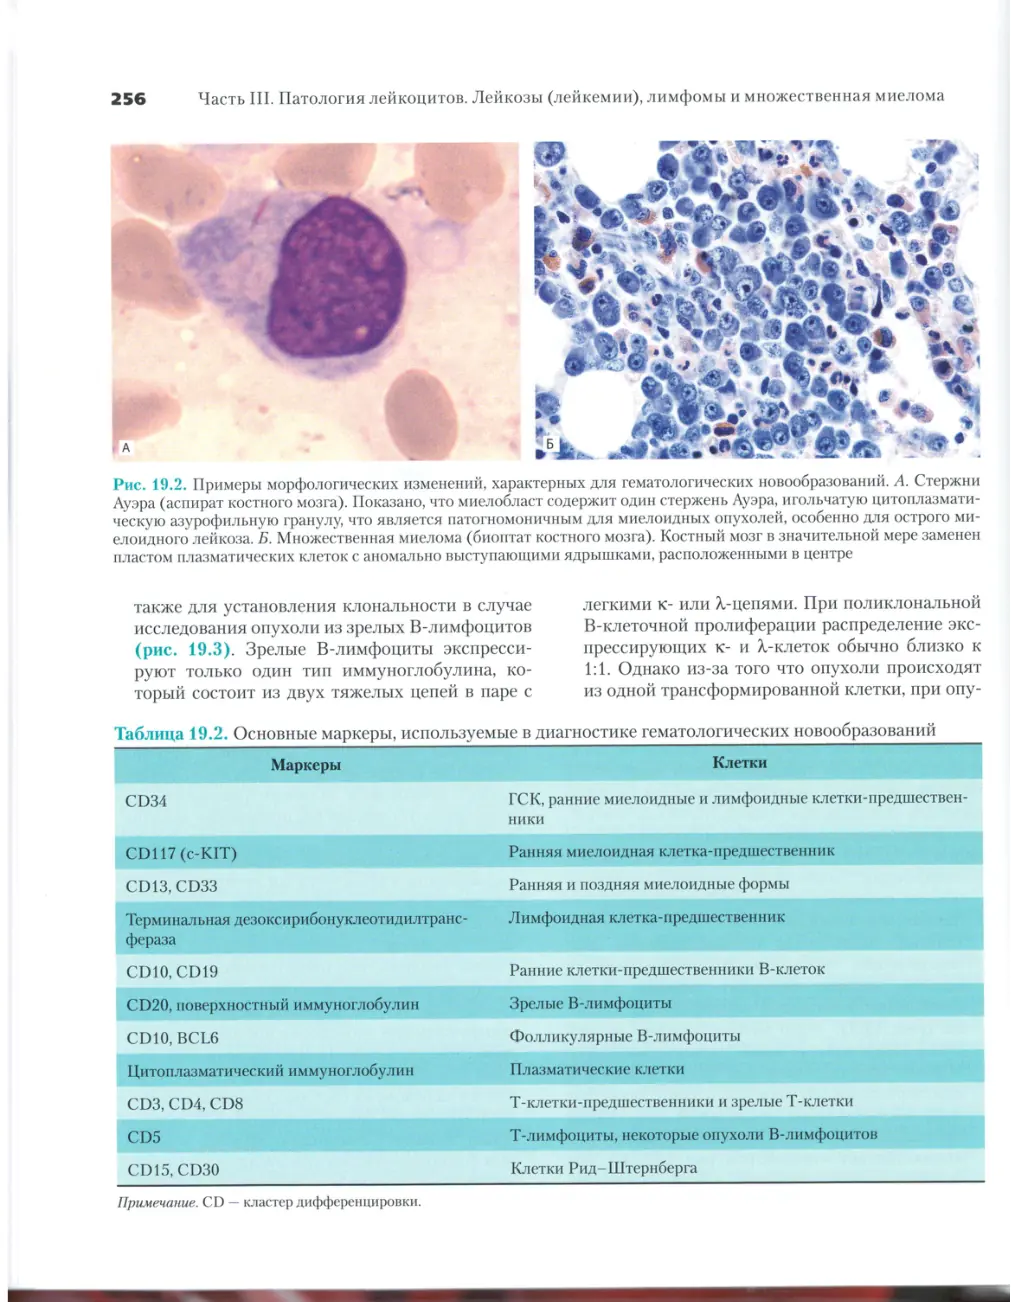 256 Часть III. Патология лейкоцитов. Лейкозы (лейкемии), лимфомы и множественная миелома
А
Б
Рис. 19.2. Примеры морфологических изменений, характерных для гематологических новообразований. А. Стержни
Ауэра (аспират костного мозга). Показано, что миелобласт содержит один стержень Ауэра, игольчатую цитоплазмати-
ческую азурофильную гранулу, что является патогномоничным для миелоидных опухолей, особенно для острого ми-
елоидного лейкоза. Б. Множественная миелома (биоптат костного мозга). Костный мозг в значительной мере заменен
пластом плазматических клеток с аномально выступающими ядрышками, расположенными в центре
также для установления клональности в случае
исследования опухоли из зрелых В-лимфоцитов
(рис. 19.3). Зрелые В-лимфоциты экспресси-
руют только один тип иммуноглобулина, ко-
торый состоит из двух тяжелых цепей в паре с
легкими κ- или λ-цепями. При поликлональной
В-клеточной пролиферации распределение экс-
прессирующих κ- и λ-клеток обычно близко к
1:1. Однако из-за того что опухоли происходят
из одной трансформированной клетки, при опу-
Таблица 19.2. Основные маркеры, используемые в диагностике гематологических новообразований
Маркеры Клетки
CD34 ГСК, ранние миелоидные и лимфоидные клетки-предшествен-
ники
CD117 (c-KIT) Ранняя миелоидная клетка-предшественник
CD13, CD33 Ранняя и поздняя миелоидные формы
Терминальная дезоксирибонуклеотидилтранс- Лимфоидная клетка-предшественник
фераза
CD10, CD19 Ранние клетки-предшественники В-клеток
CD20, поверхностный иммуноглобулин Зрелые В-лимфоциты
CD10, BCL6 Фолликулярные В-лимфоциты
Цитоплазматический иммуноглобулин Плазматические клетки
CD3, CD4, CD8 Т-клетки-предшественники и зрелые Т-клетки
CD5 Т-лимфоциты, некоторые опухоли В-лимфоцитов
CD15, CD30 Клетки Рид–Штернберга
Примечание. CD — кластер дифференцировки.